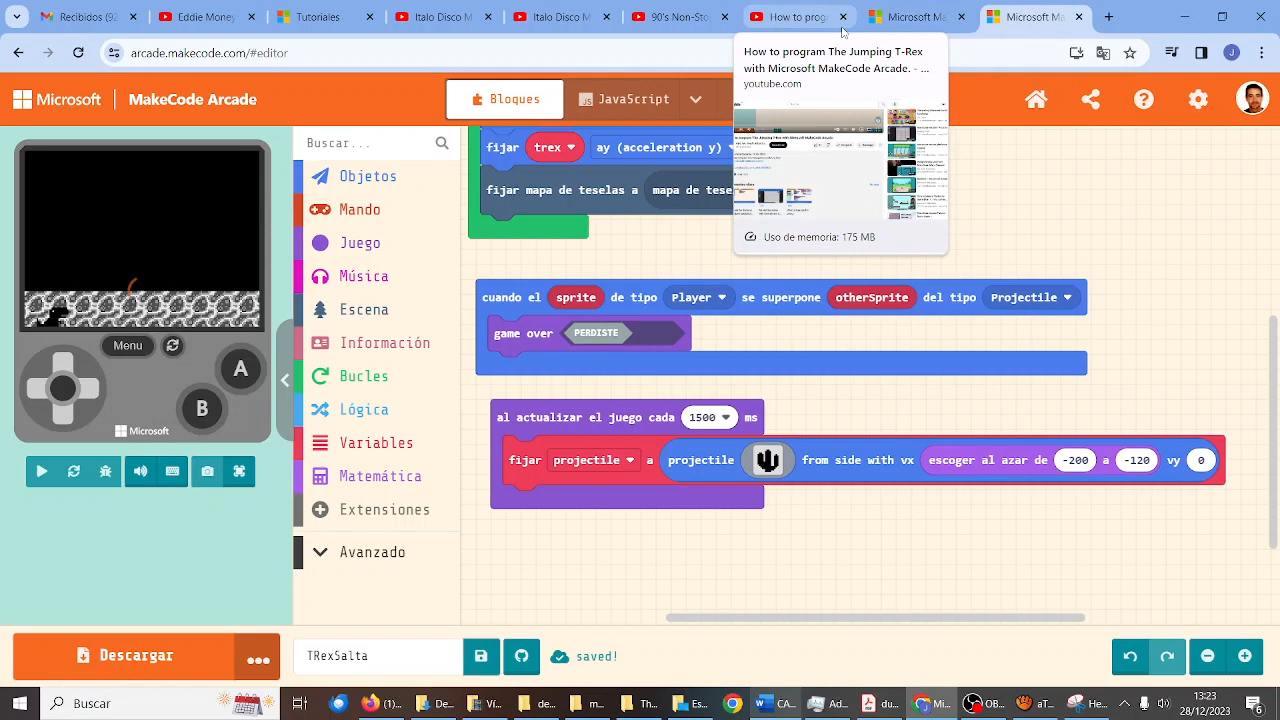 Recibidos (92
Eddie Money
90's Non-Sto
How to prog
Microsoft Ma
Microsoft Ma
arcade.makecode.com/#editor
How to program The Jumping T-Rex
with Microsoft MakeCode Arcade. - ...
youtube.com
Uso de memoria: 175 MB
Microsoft
MakeCode Arcade
Bloques
JavaScript
Buscar...
Objetos
Mando
Juego
Música
Escena
Información
Bucles
Lógica
Variables
Matemática
Extensiones
Avanzado
Menu
A
B
Microsoft
fijar trex ay (acceleration y)
fijar mapa de teselas a mapa de tese
cuando el sprite de tipo Player se superpone otherSprite del tipo Projectile
game over PERDISTE
al actualizar el juego cada 1500 ms
fijar projectile a projectile from side with vx escoger al azar de -200 a -120 vy 0
Descargar
TRexSalta
saved!
Buscar
13:23
28/12/2023